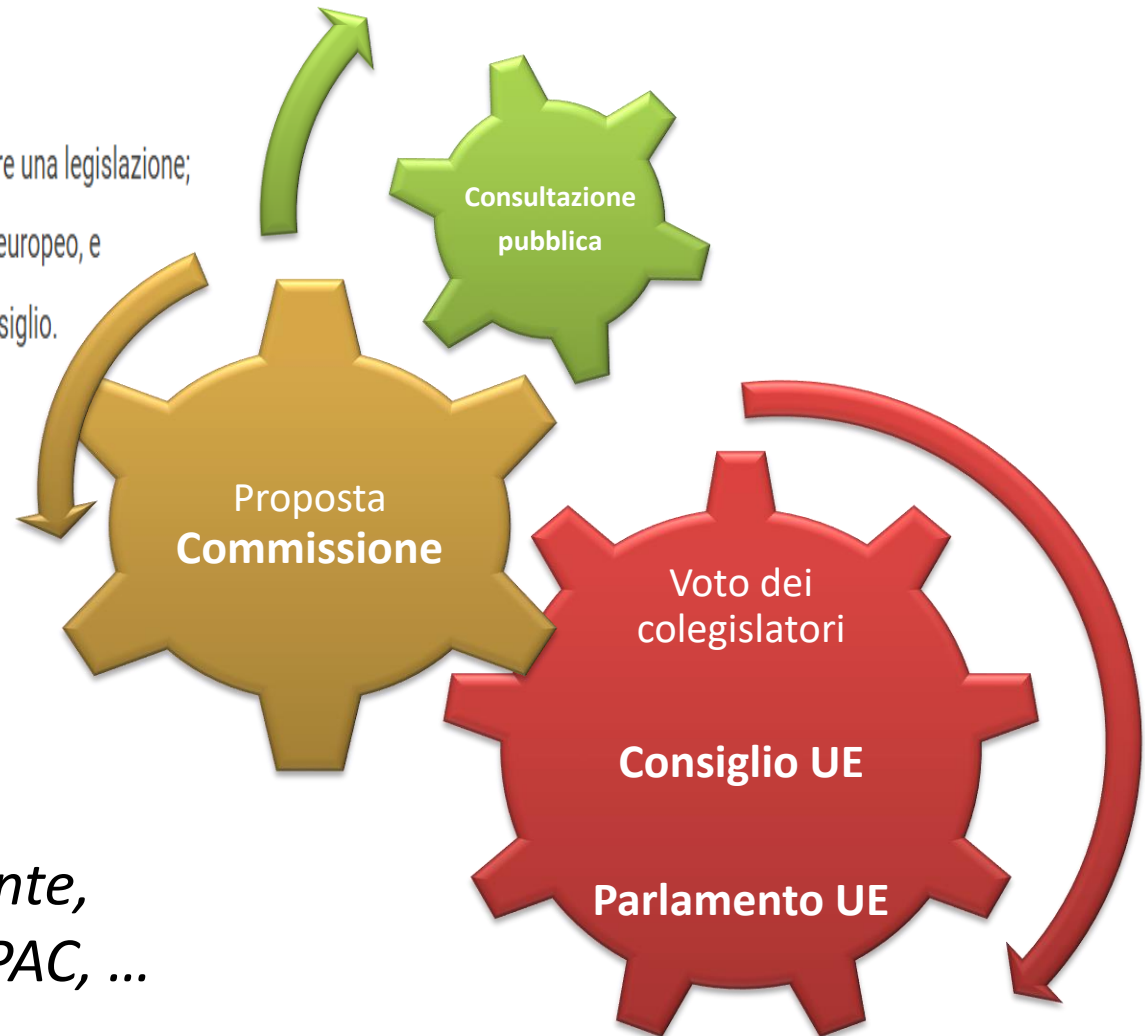 re una legislazione;
europeo, e
siglio.
Consultazione
pubblica
Proposta
Commissione
Voto dei
colegislatori
Consiglio UE
Parlamento UE
nte,
PAC, …